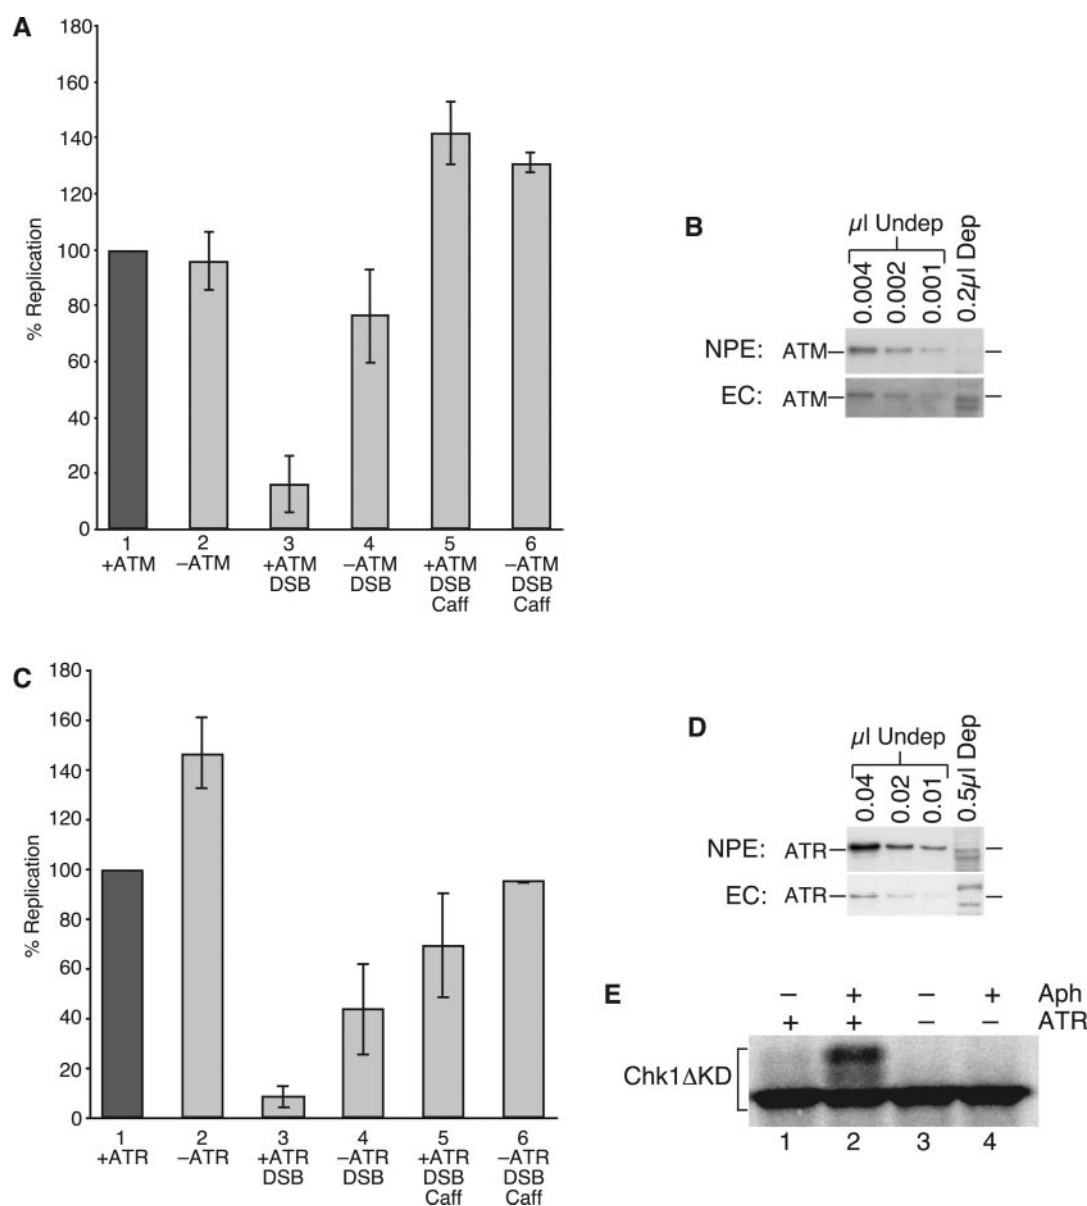 A
180
160
140
120
100
80
60
40
20
0
% Replication
1 2 3 4 5 6
+ATM –ATM +ATM –ATM +ATM –ATM
DSB DSB DSB DSB
Caff Caff
B
µl Undep
0.004 0.002 0.001 0.2µl Dep
NPE: ATM
EC: ATM
C
180
160
140
120
100
80
60
40
20
0
% Replication
1 2 3 4 5 6
+ATR –ATR +ATR –ATR +ATR –ATR
DSB DSB DSB DSB
Caff Caff
D
µl Undep
0.04 0.02 0.01 0.5µl Dep
NPE: ATR
EC: ATR
E
– + – + Aph
+ + – – ATR
Chk1ΔKD
1 2 3 4